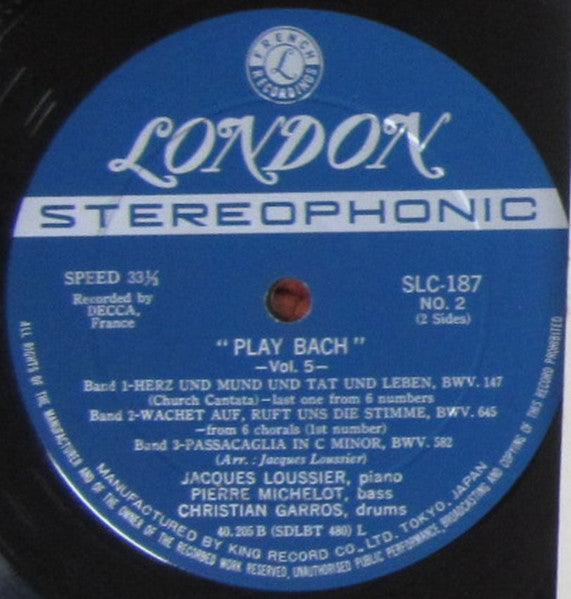 FRENCH
L
RECORDINGS
LONDON
STEREOPHONIC
SPEED 33⅓
Recorded by
DECCA,
France
SLC-187
NO. 2
(2 Sides)
"PLAY BACH"
—Vol. 5—
Band 1-HERZ UND MUND UND TAT UND LEBEN, BWV. 147
(Church Cantata)—last one from 6 numbers
Band 2-WACHET AUF, RUFT UNS DIE STIMME, BWV. 645
—from 6 chorals (1st number)
Band 3-PASSACAGLIA IN C MINOR, BWV. 582
(Arr.: Jacques Loussier)
JACQUES LOUSSIER, piano
PIERRE MICHELOT, bass
CHRISTIAN GARROS, drums
40.205 B (SDLBT 480) L
MANUFACTURED BY KING RECORD CO., LTD. TOKYO, JAPAN
ALL RIGHTS OF THE MANUFACTURER AND OF THE OWNER OF THE RECORDED WORK RESERVED, UNAUTHORISED PUBLIC PERFORMANCE, BROADCASTING AND COPYING OF THIS RECORD PROHIBITED